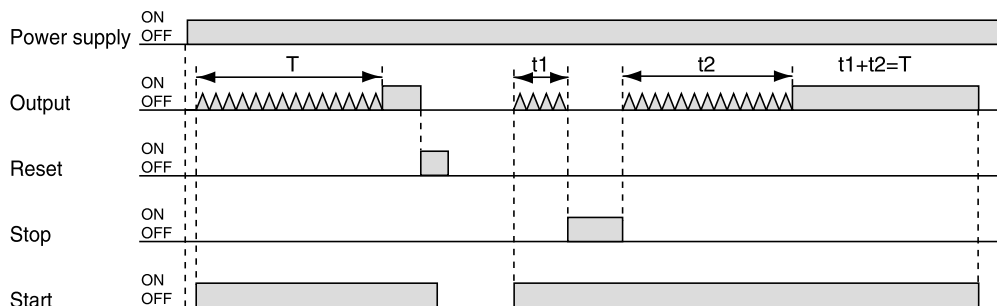 Power supply ON
OFF
T t1 t2 t1+t2=T
Output ON
OFF
Reset ON
OFF
Stop ON
OFF
Start ON
OFF